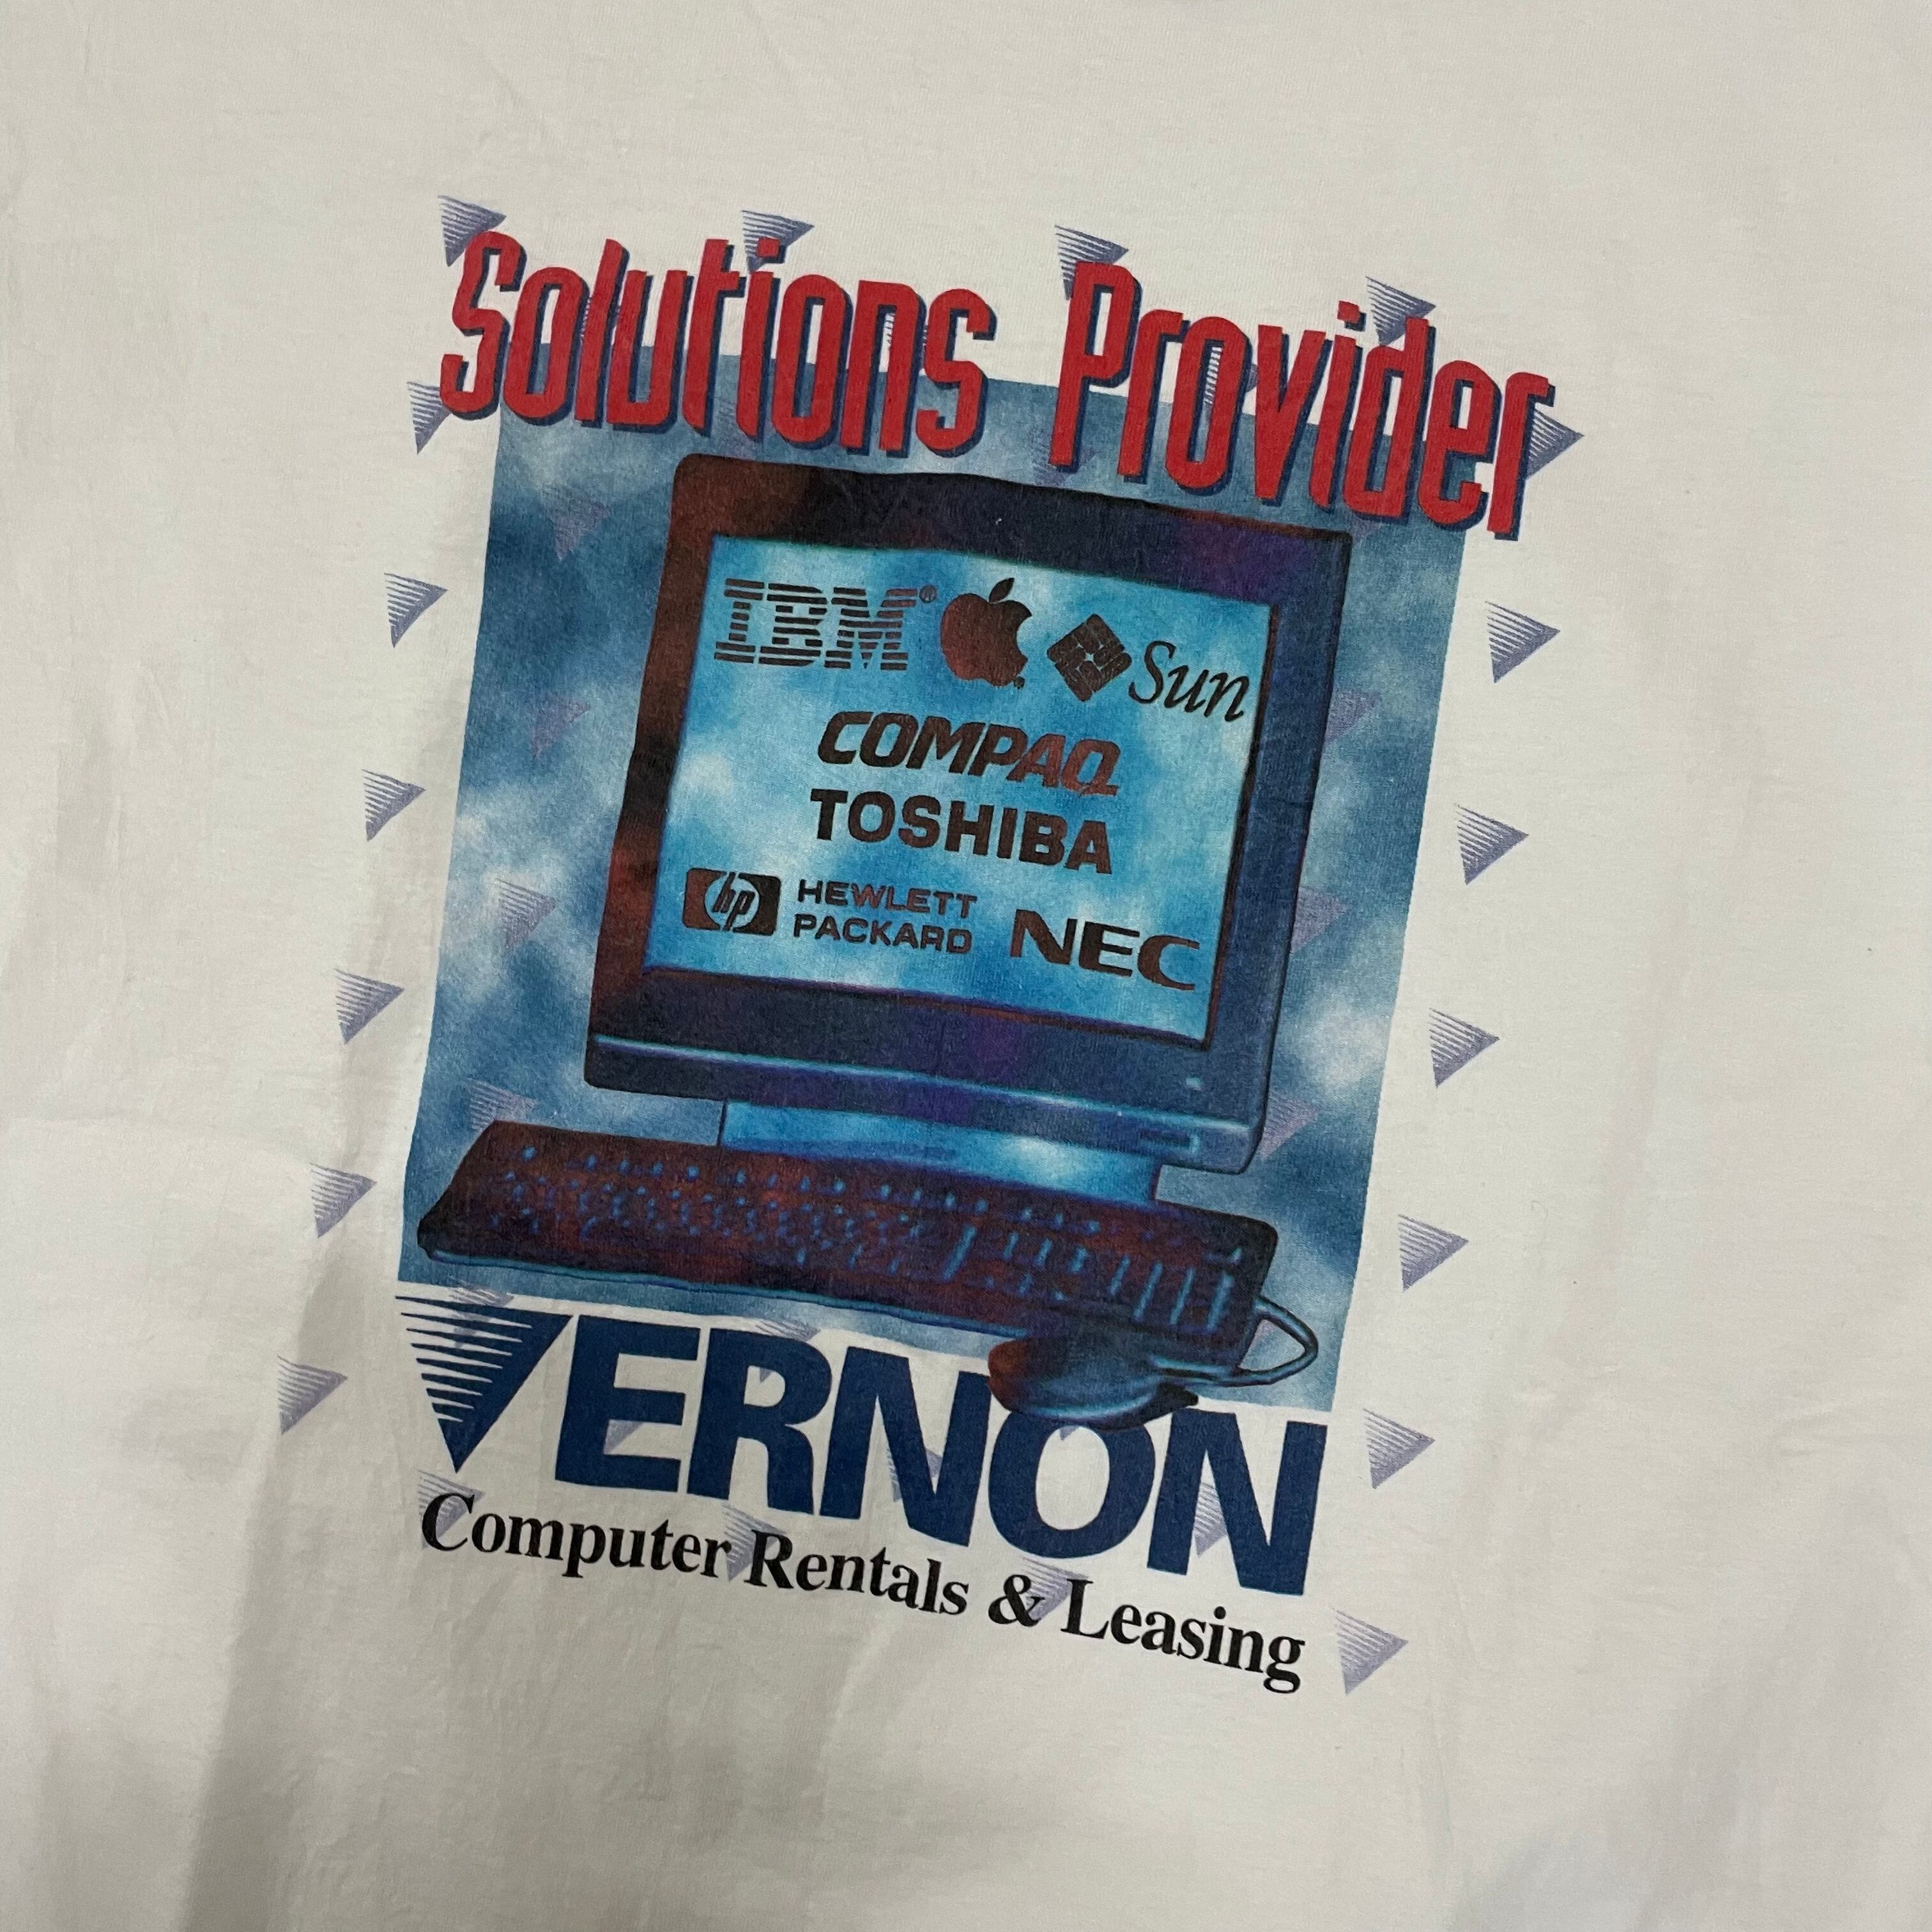 Solutions Provider
IBM® Sun
COMPAQ
TOSHIBA
hp HEWLETT PACKARD NEC
VERNON
Computer Rentals & Leasing